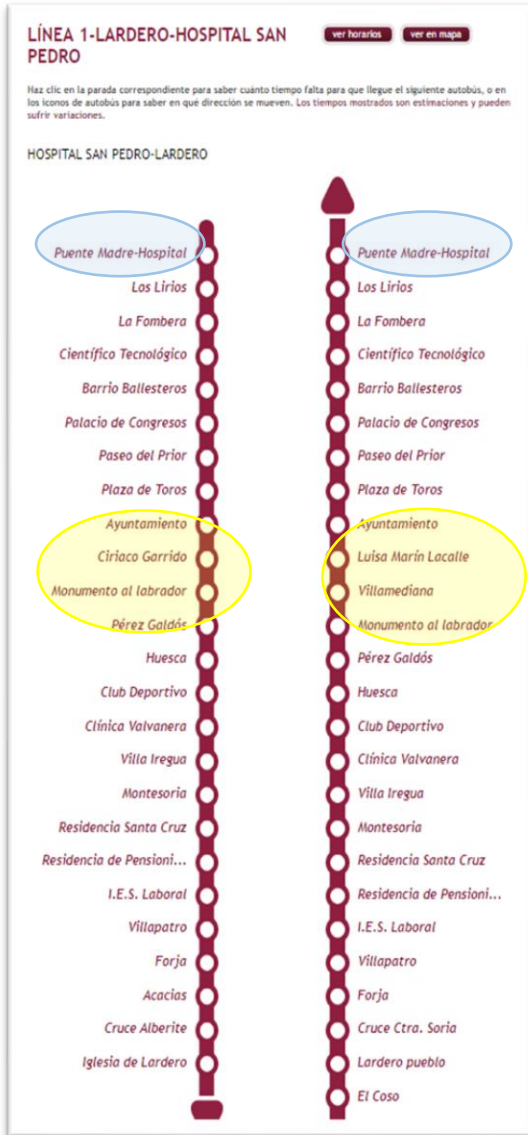 LÍNEA 1-LARDERO-HOSPITAL SAN PEDRO
ver horarios
ver en mapa
Haz clic en la parada correspondiente para saber cuánto tiempo falta para que llegue el siguiente autobús, o en
los iconos de autobús para saber en qué dirección se mueven. Los tiempos mostrados son estimaciones y pueden
sufrir variaciones.
HOSPITAL SAN PEDRO-LARDERO
Puente Madre-Hospital
Los Lirios
La Fombera
Científico Tecnológico
Barrio Ballesteros
Palacio de Congresos
Paseo del Prior
Plaza de Toros
Ayuntamiento
Ciriaco Garrido
Monumento al labrador
Pérez Galdós
Huesca
Club Deportivo
Clínica Valvanera
Villa Iregua
Montesoria
Residencia Santa Cruz
Residencia de Pensioni...
I.E.S. Laboral
Villapatro
Forja
Acacias
Cruce Alberite
Iglesia de Lardero
Puente Madre-Hospital
Los Lirios
La Fombera
Científico Tecnológico
Barrio Ballesteros
Palacio de Congresos
Paseo del Prior
Plaza de Toros
Ayuntamiento
Luisa Marín Lacalle
Villamediana
Monumento al labrador
Pérez Galdós
Huesca
Club Deportivo
Clínica Valvanera
Villa Iregua
Montesoria
Residencia Santa Cruz
Residencia de Pensioni...
I.E.S. Laboral
Villapatro
Forja
Cruce Ctra. Soria
Lardero pueblo
El Coso